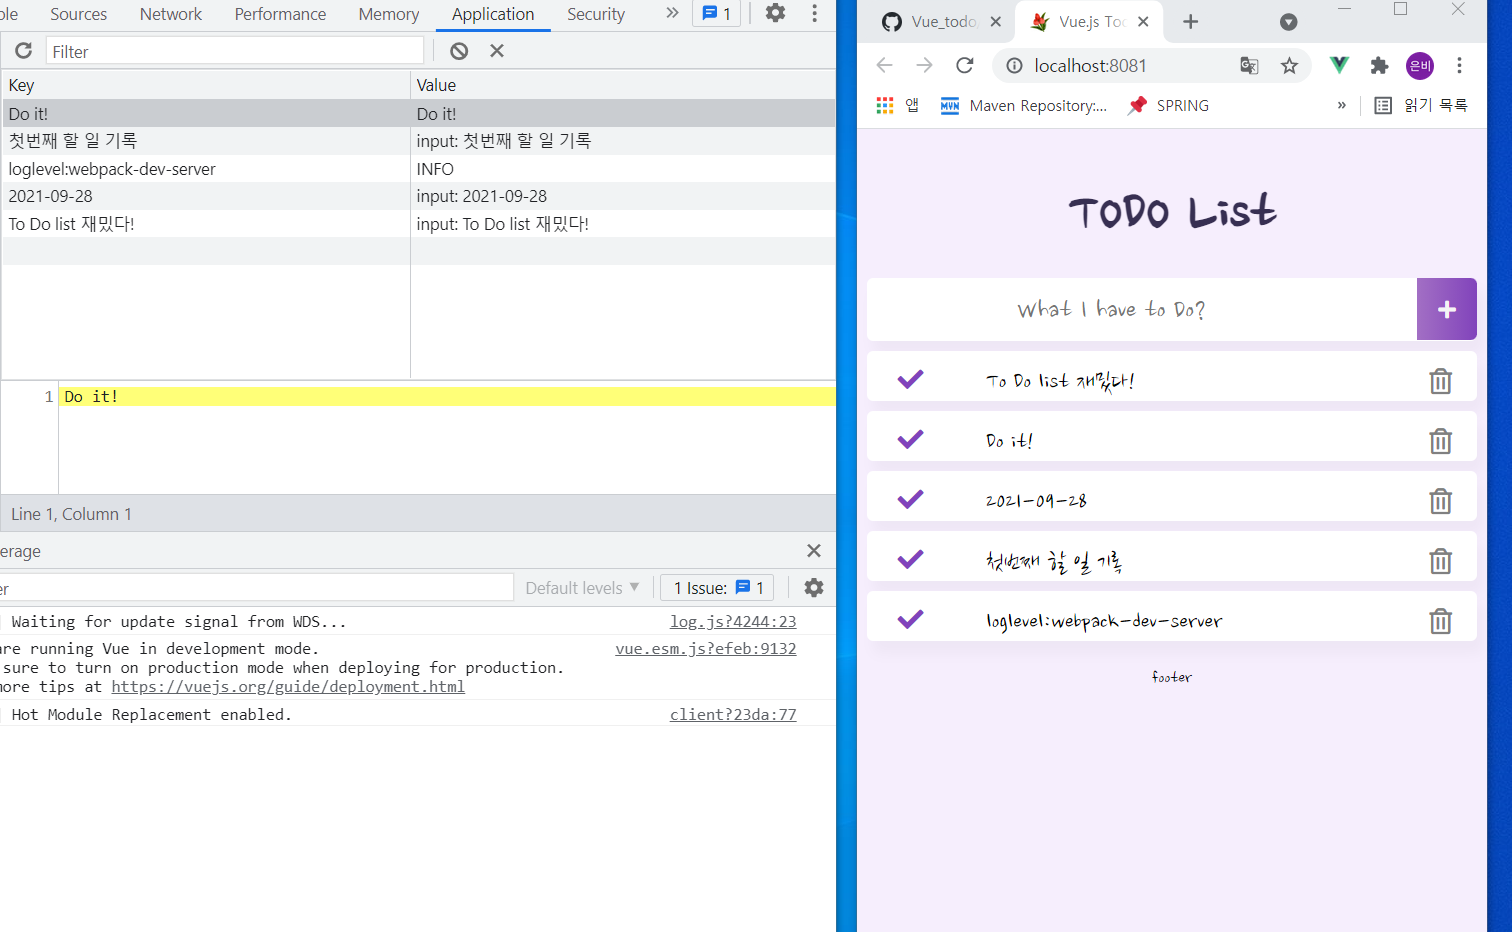 ble Sources Network Performance Memory Application Security » 1
Filter
Key Value
Do it! Do it!
첫번째 할 일 기록 input: 첫번째 할 일 기록
loglevel:webpack-dev-server INFO
2021-09-28 input: 2021-09-28
To Do list 재밌다! input: To Do list 재밌다!
1 Do it!
Line 1, Column 1
erage
er Default levels ▼ 1 Issue: 1
Waiting for update signal from WDS... log.js?4244:23
are running Vue in development mode. vue.esm.js?efeb:9132
sure to turn on production mode when deploying for production.
more tips at https://vuejs.org/guide/deployment.html
Hot Module Replacement enabled. client?23da:77
Vue_todo Vue.js Tod
localhost:8081 은비
앱 MVN Maven Repository:... SPRING » 읽기 목록
TODO List
What I have to Do?
To Do list 재밌다!
Do it!
2021-09-28
첫번째 할 일 기록
loglevel:webpack-dev-server
footer